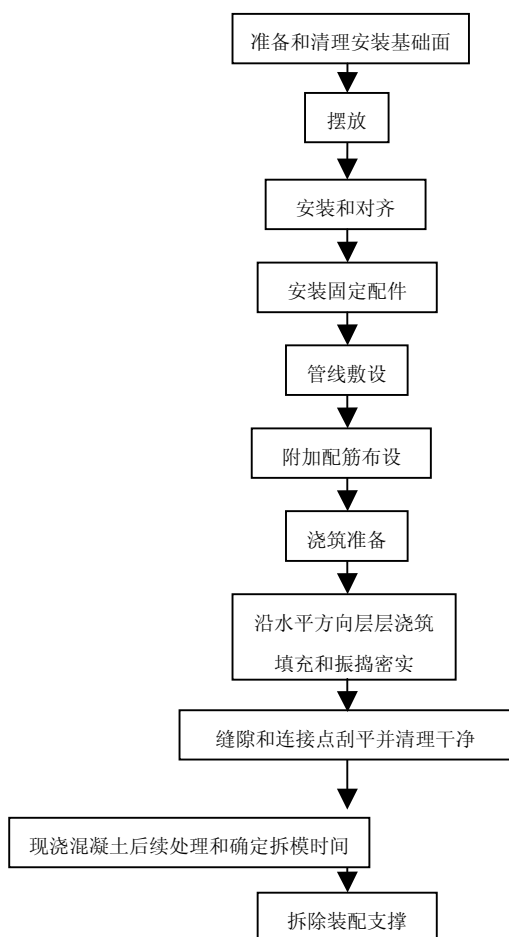 准备和清理安装基础面
摆放
安装和对齐
安装固定配件
管线敷设
附加配筋布设
浇筑准备
沿水平方向层层浇筑
填充和振捣密实
缝隙和连接点刮平并清理干净
现浇混凝土后续处理和确定拆模时间
拆除装配支撑